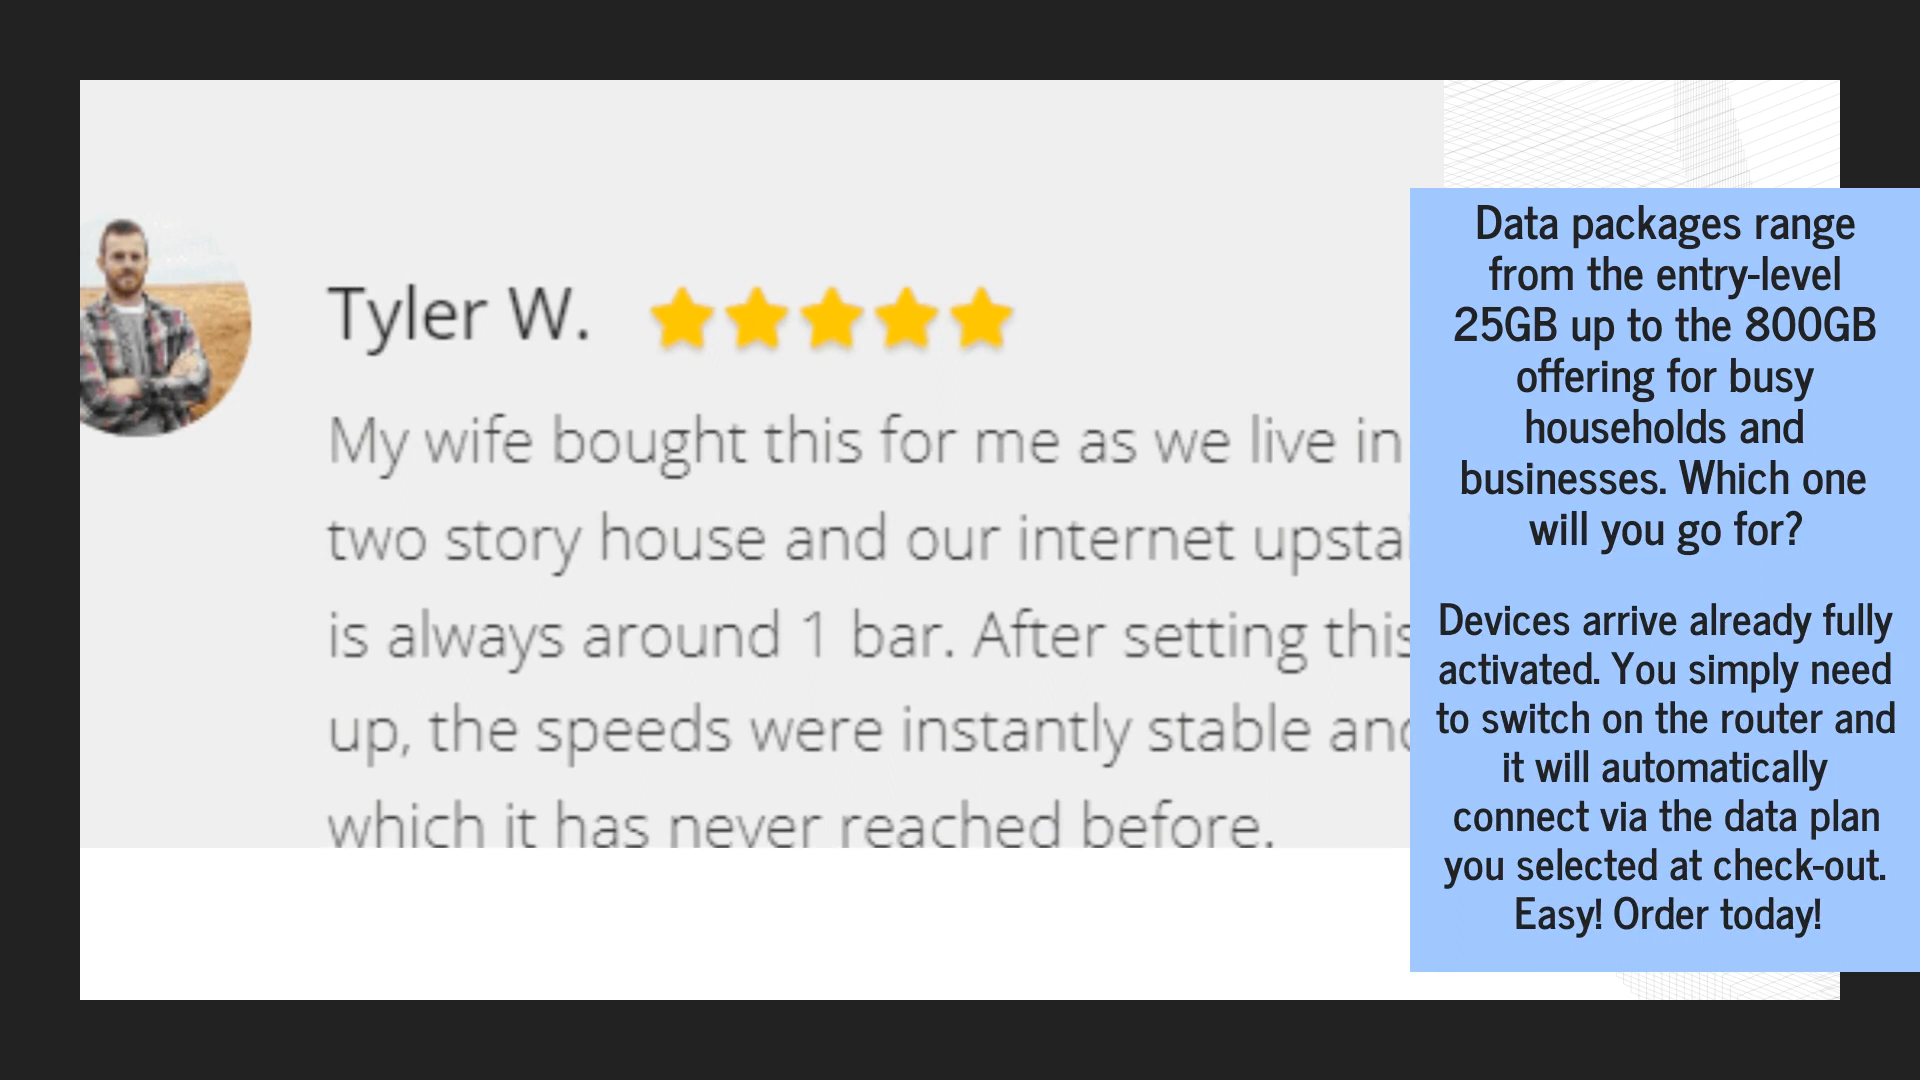 Tyler W.
My wife bought this for me as we live in
two story house and our internet
is always around 1 bar. After setting this
up, the speeds were instantly stable
which it has never reached before.
Data packages range
from the entry-level
25GB up to the 800GB
offering for busy
households and
businesses. Which one
will you go for?
Devices arrive already fully
activated. You simply need
to switch on the router and
it will automatically
connect via the data plan
you selected at check-out.
Easy! Order today!